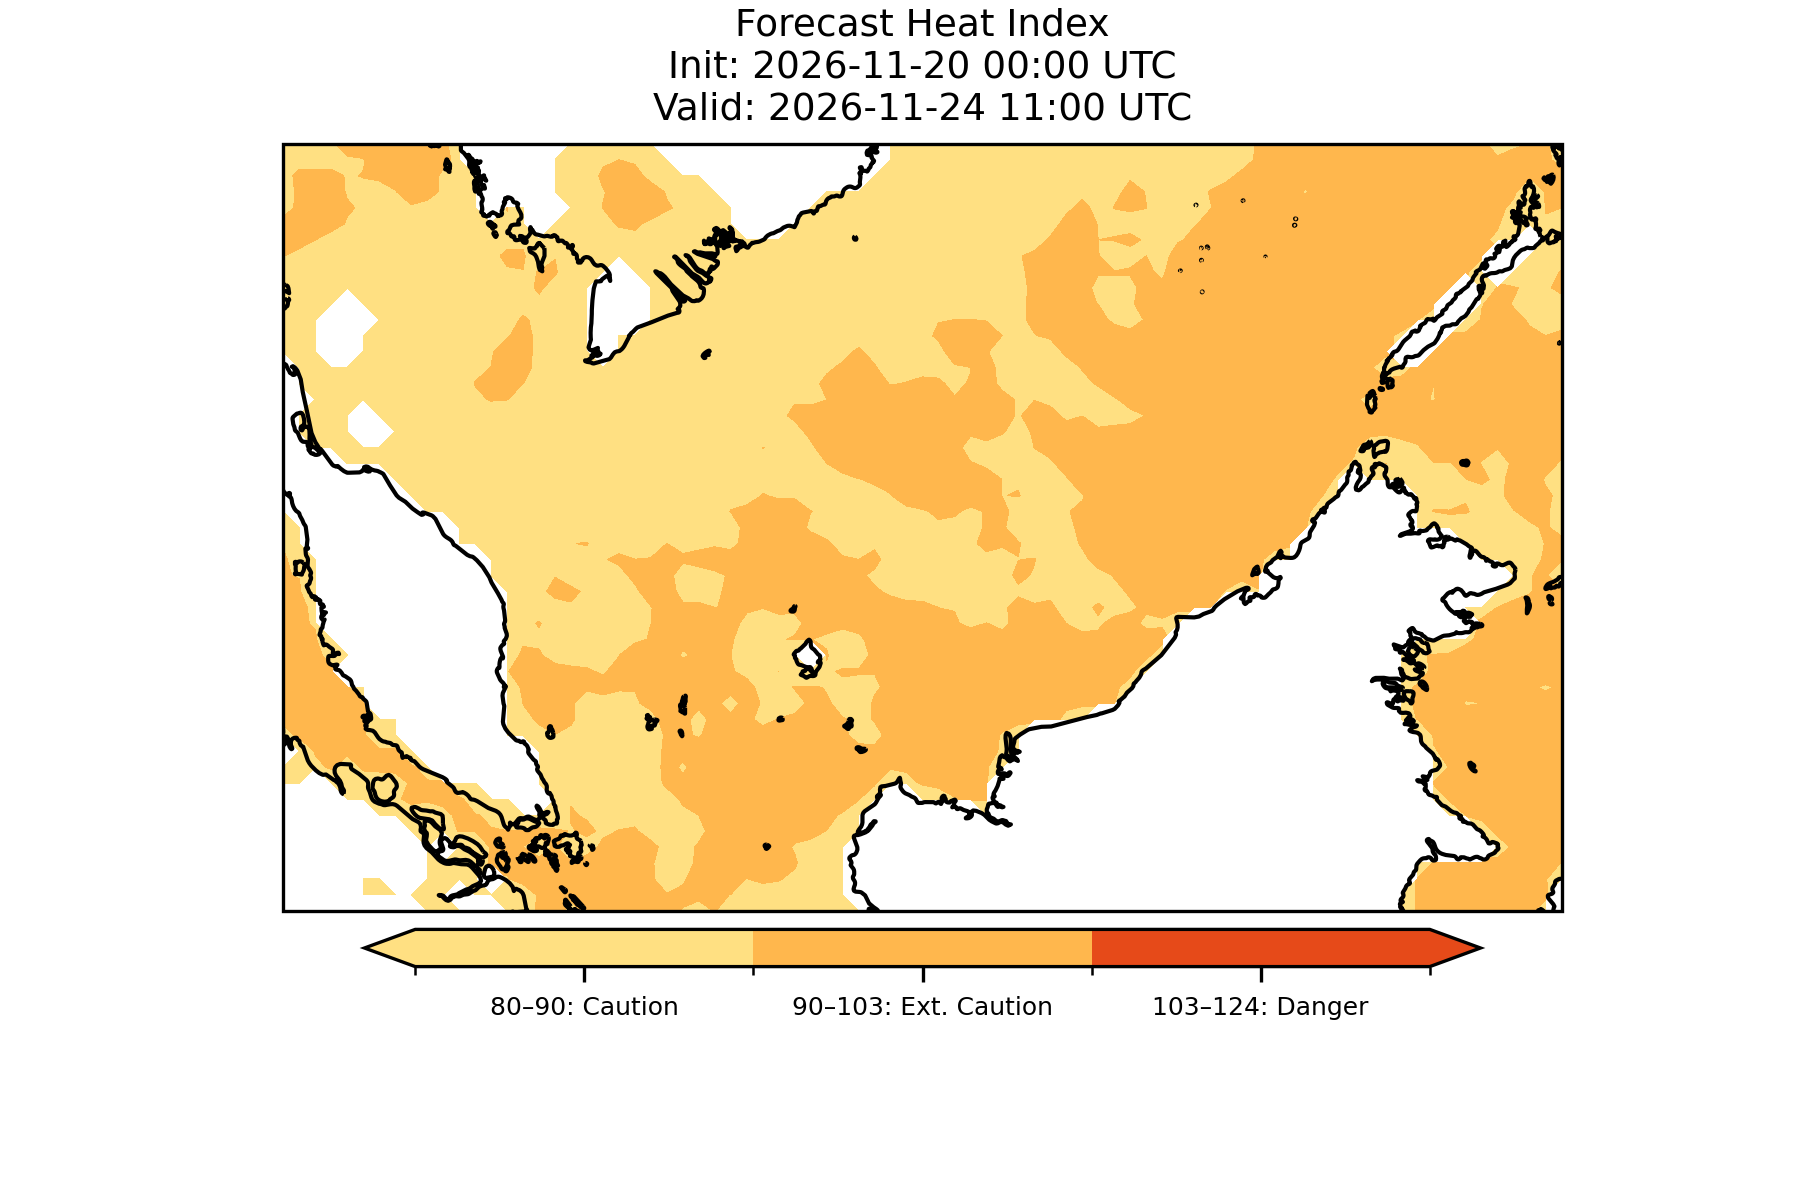 Forecast Heat Index
Init: 2026-11-20 00:00 UTC
Valid: 2026-11-24 11:00 UTC
80–90: Caution
90–103: Ext. Caution
103–124: Danger